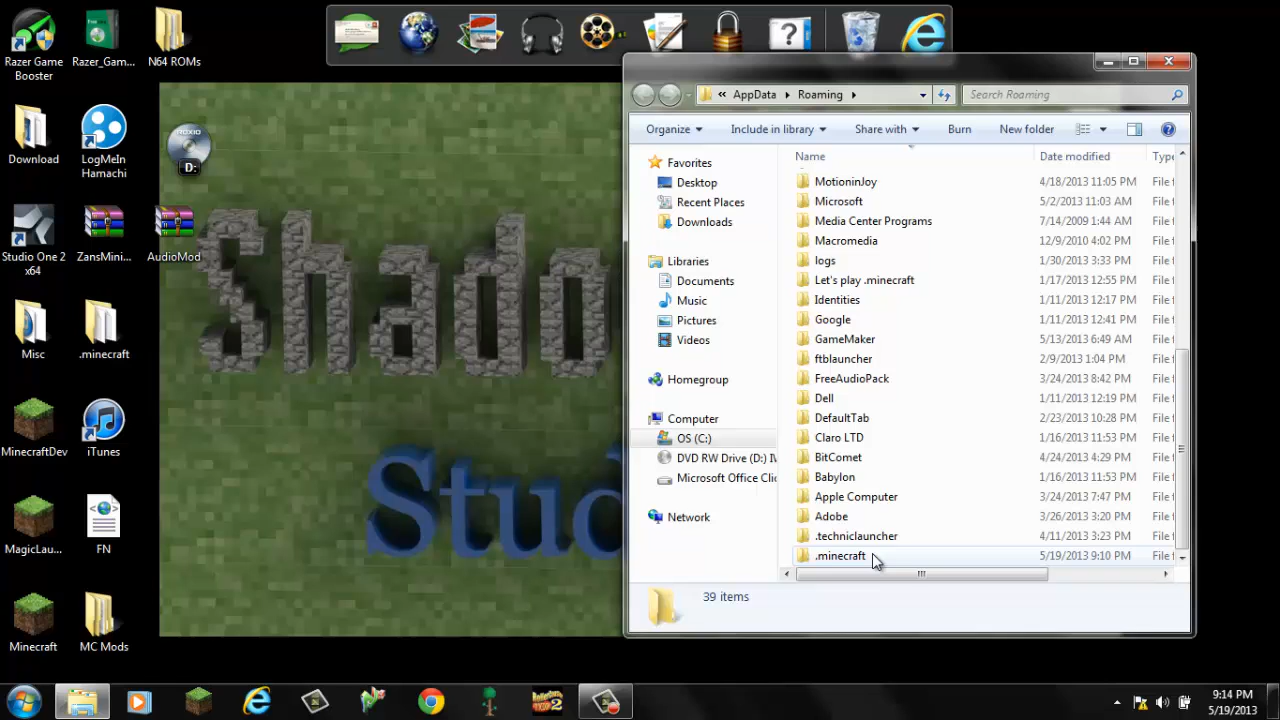 Razer Game Booster
Razer_Gam...
N64 ROMs
Download
LogMeIn Hamachi
ROXIO
D:
Studio One 2 x64
ZansMini...
AudioMod
Misc
.minecraft
MinecraftDev
iTunes
MagicLau...
FN
Minecraft
MC Mods
Shado
Stud
« AppData Roaming
Search Roaming
Organize Include in library Share with Burn New folder
Favorites
Desktop
Recent Places
Downloads
Libraries
Documents
Music
Pictures
Videos
Homegroup
Computer
OS (C:)
DVD RW Drive (D:) IV
Microsoft Office Clic
Network
Name Date modified Type
MotioninJoy 4/18/2013 11:05 PM File f
Microsoft 5/2/2013 11:03 AM File f
Media Center Programs 7/14/2009 1:44 AM File f
Macromedia 12/9/2010 4:02 PM File f
logs 1/30/2013 3:33 PM File f
Let's play .minecraft 1/17/2013 12:55 PM File f
Identities 1/11/2013 12:17 PM File f
Google 1/11/2013 12:41 PM File f
GameMaker 5/13/2013 6:49 AM File f
ftblauncher 2/9/2013 1:04 PM File f
FreeAudioPack 3/24/2013 8:42 PM File f
Dell 1/11/2013 12:19 PM File f
DefaultTab 2/23/2013 10:28 PM File f
Claro LTD 1/16/2013 11:53 PM File f
BitComet 4/24/2013 4:29 PM File f
Babylon 1/16/2013 11:53 PM File f
Apple Computer 3/24/2013 7:47 PM File f
Adobe 3/26/2013 3:20 PM File f
.techniclauncher 4/11/2013 3:23 PM File f
.minecraft 5/19/2013 9:10 PM File f
39 items
9:14 PM
5/19/2013